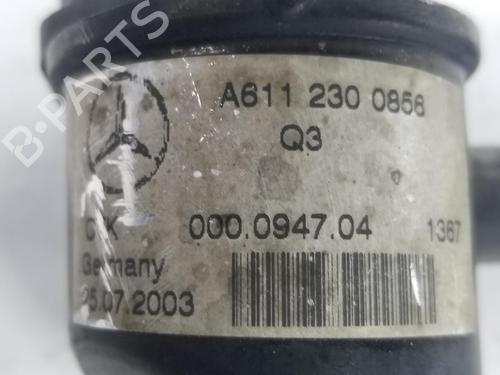 B-PARTS
A611 230 0856
Q3
000.0947.04 1367
Germany
25.07.2003